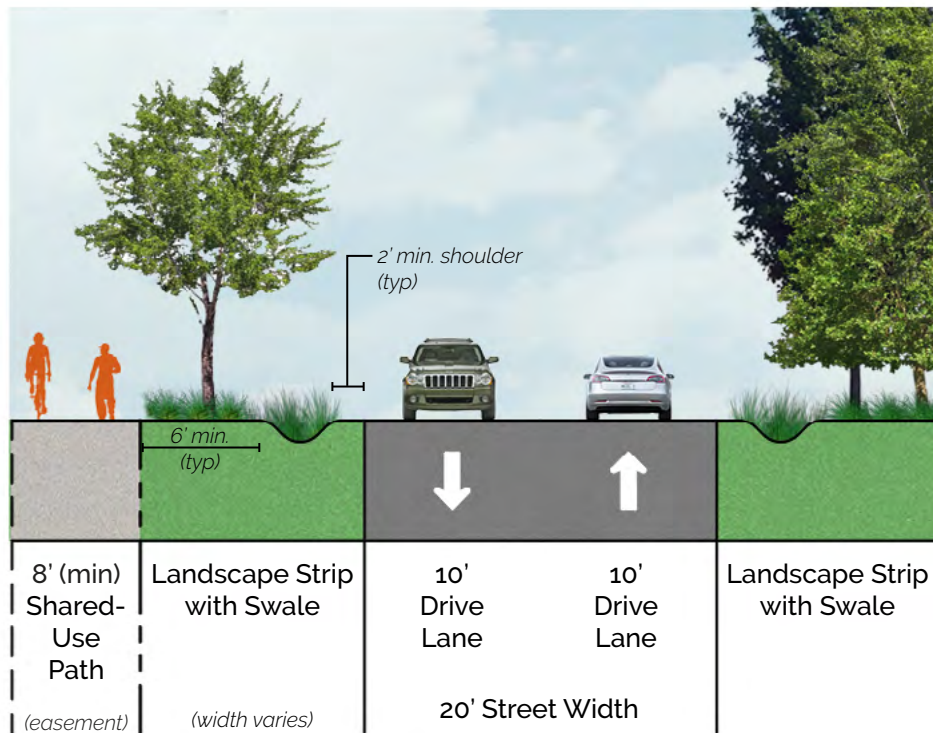 2’ min. shoulder
(typ)
6’ min.
(typ)
8’ (min)
Shared-
Use
Path
(easement)
Landscape Strip
with Swale
(width varies)
10’
Drive
Lane
10’
Drive
Lane
20’ Street Width
Landscape Strip
with Swale